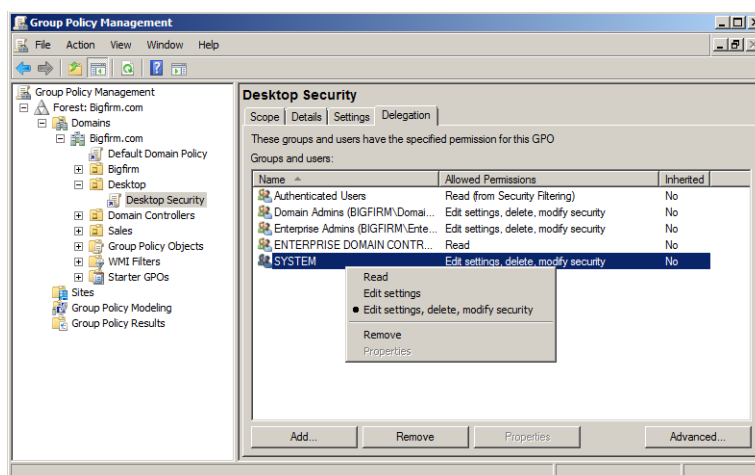 Group Policy Management
File Action View Window Help
Group Policy Management
Forest: Bigfirm.com
Domains
Bigfirm.com
Default Domain Policy
Bigfirm
Desktop
Desktop Security
Domain Controllers
Sales
Group Policy Objects
WMI Filters
Starter GPOs
Sites
Group Policy Modeling
Group Policy Results
Desktop Security
Scope Details Settings Delegation
These groups and users have the specified permission for this GPO
Groups and users:
Name Allowed Permissions Inherited
Authenticated Users Read (from Security Filtering) No
Domain Admins (BIGFIRM\Domai... Edit settings, delete, modify security No
Enterprise Admins (BIGFIRM\Ente... Edit settings, delete, modify security No
ENTERPRISE DOMAIN CONTR... Read No
SYSTEM Edit settings, delete, modify security No
Read
Edit settings
Edit settings, delete, modify security
Remove
Properties
Add... Remove Properties Advanced...